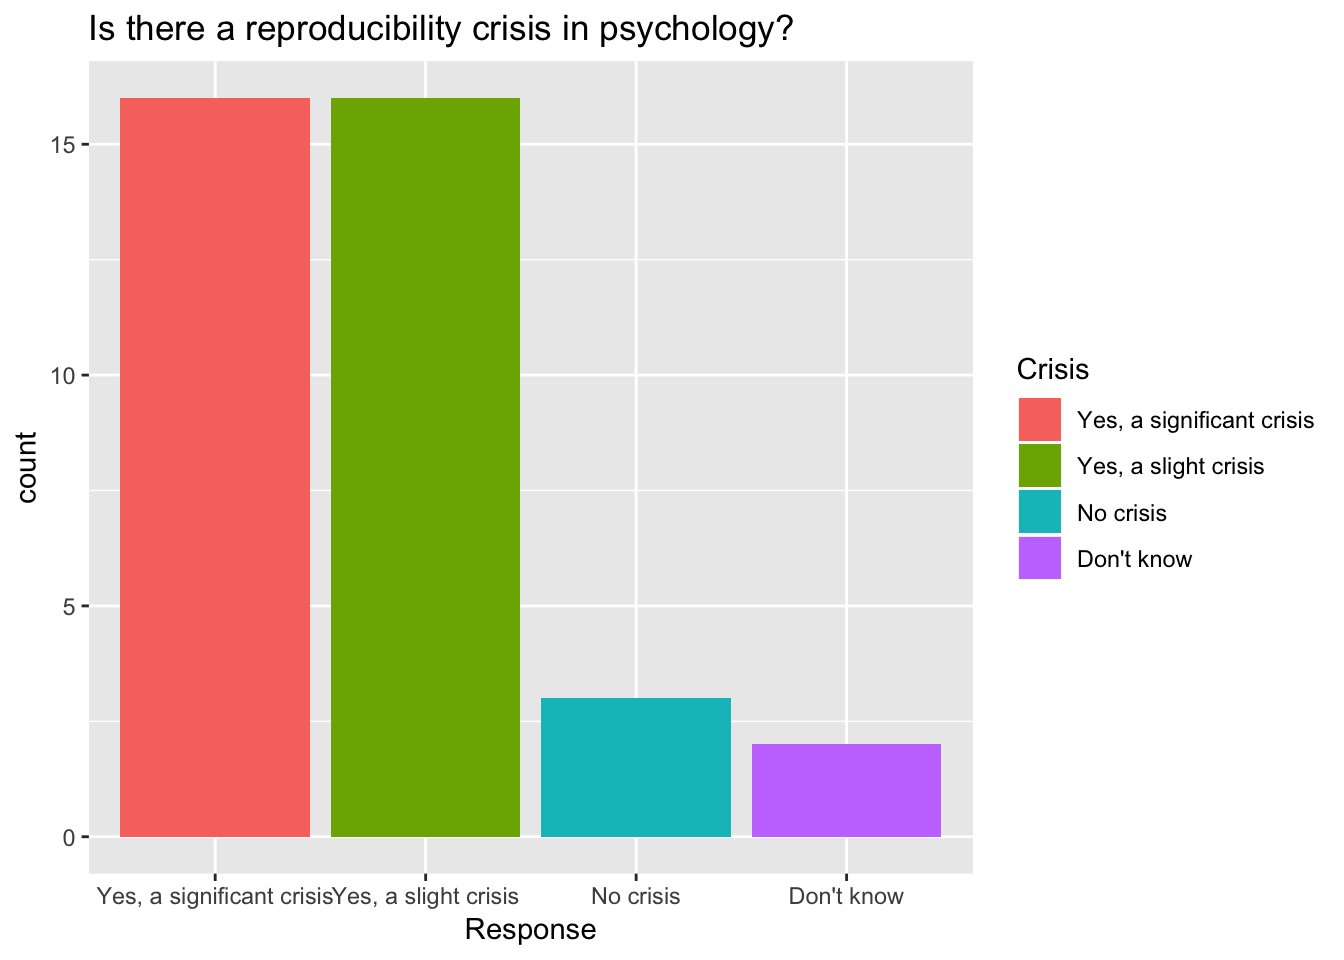 Is there a reproducibility crisis in psychology?
15
10
5
0
count
Yes, a significant crisis
Yes, a slight crisis
No crisis
Don't know
Response
Crisis
Yes, a significant crisis
Yes, a slight crisis
No crisis
Don't know